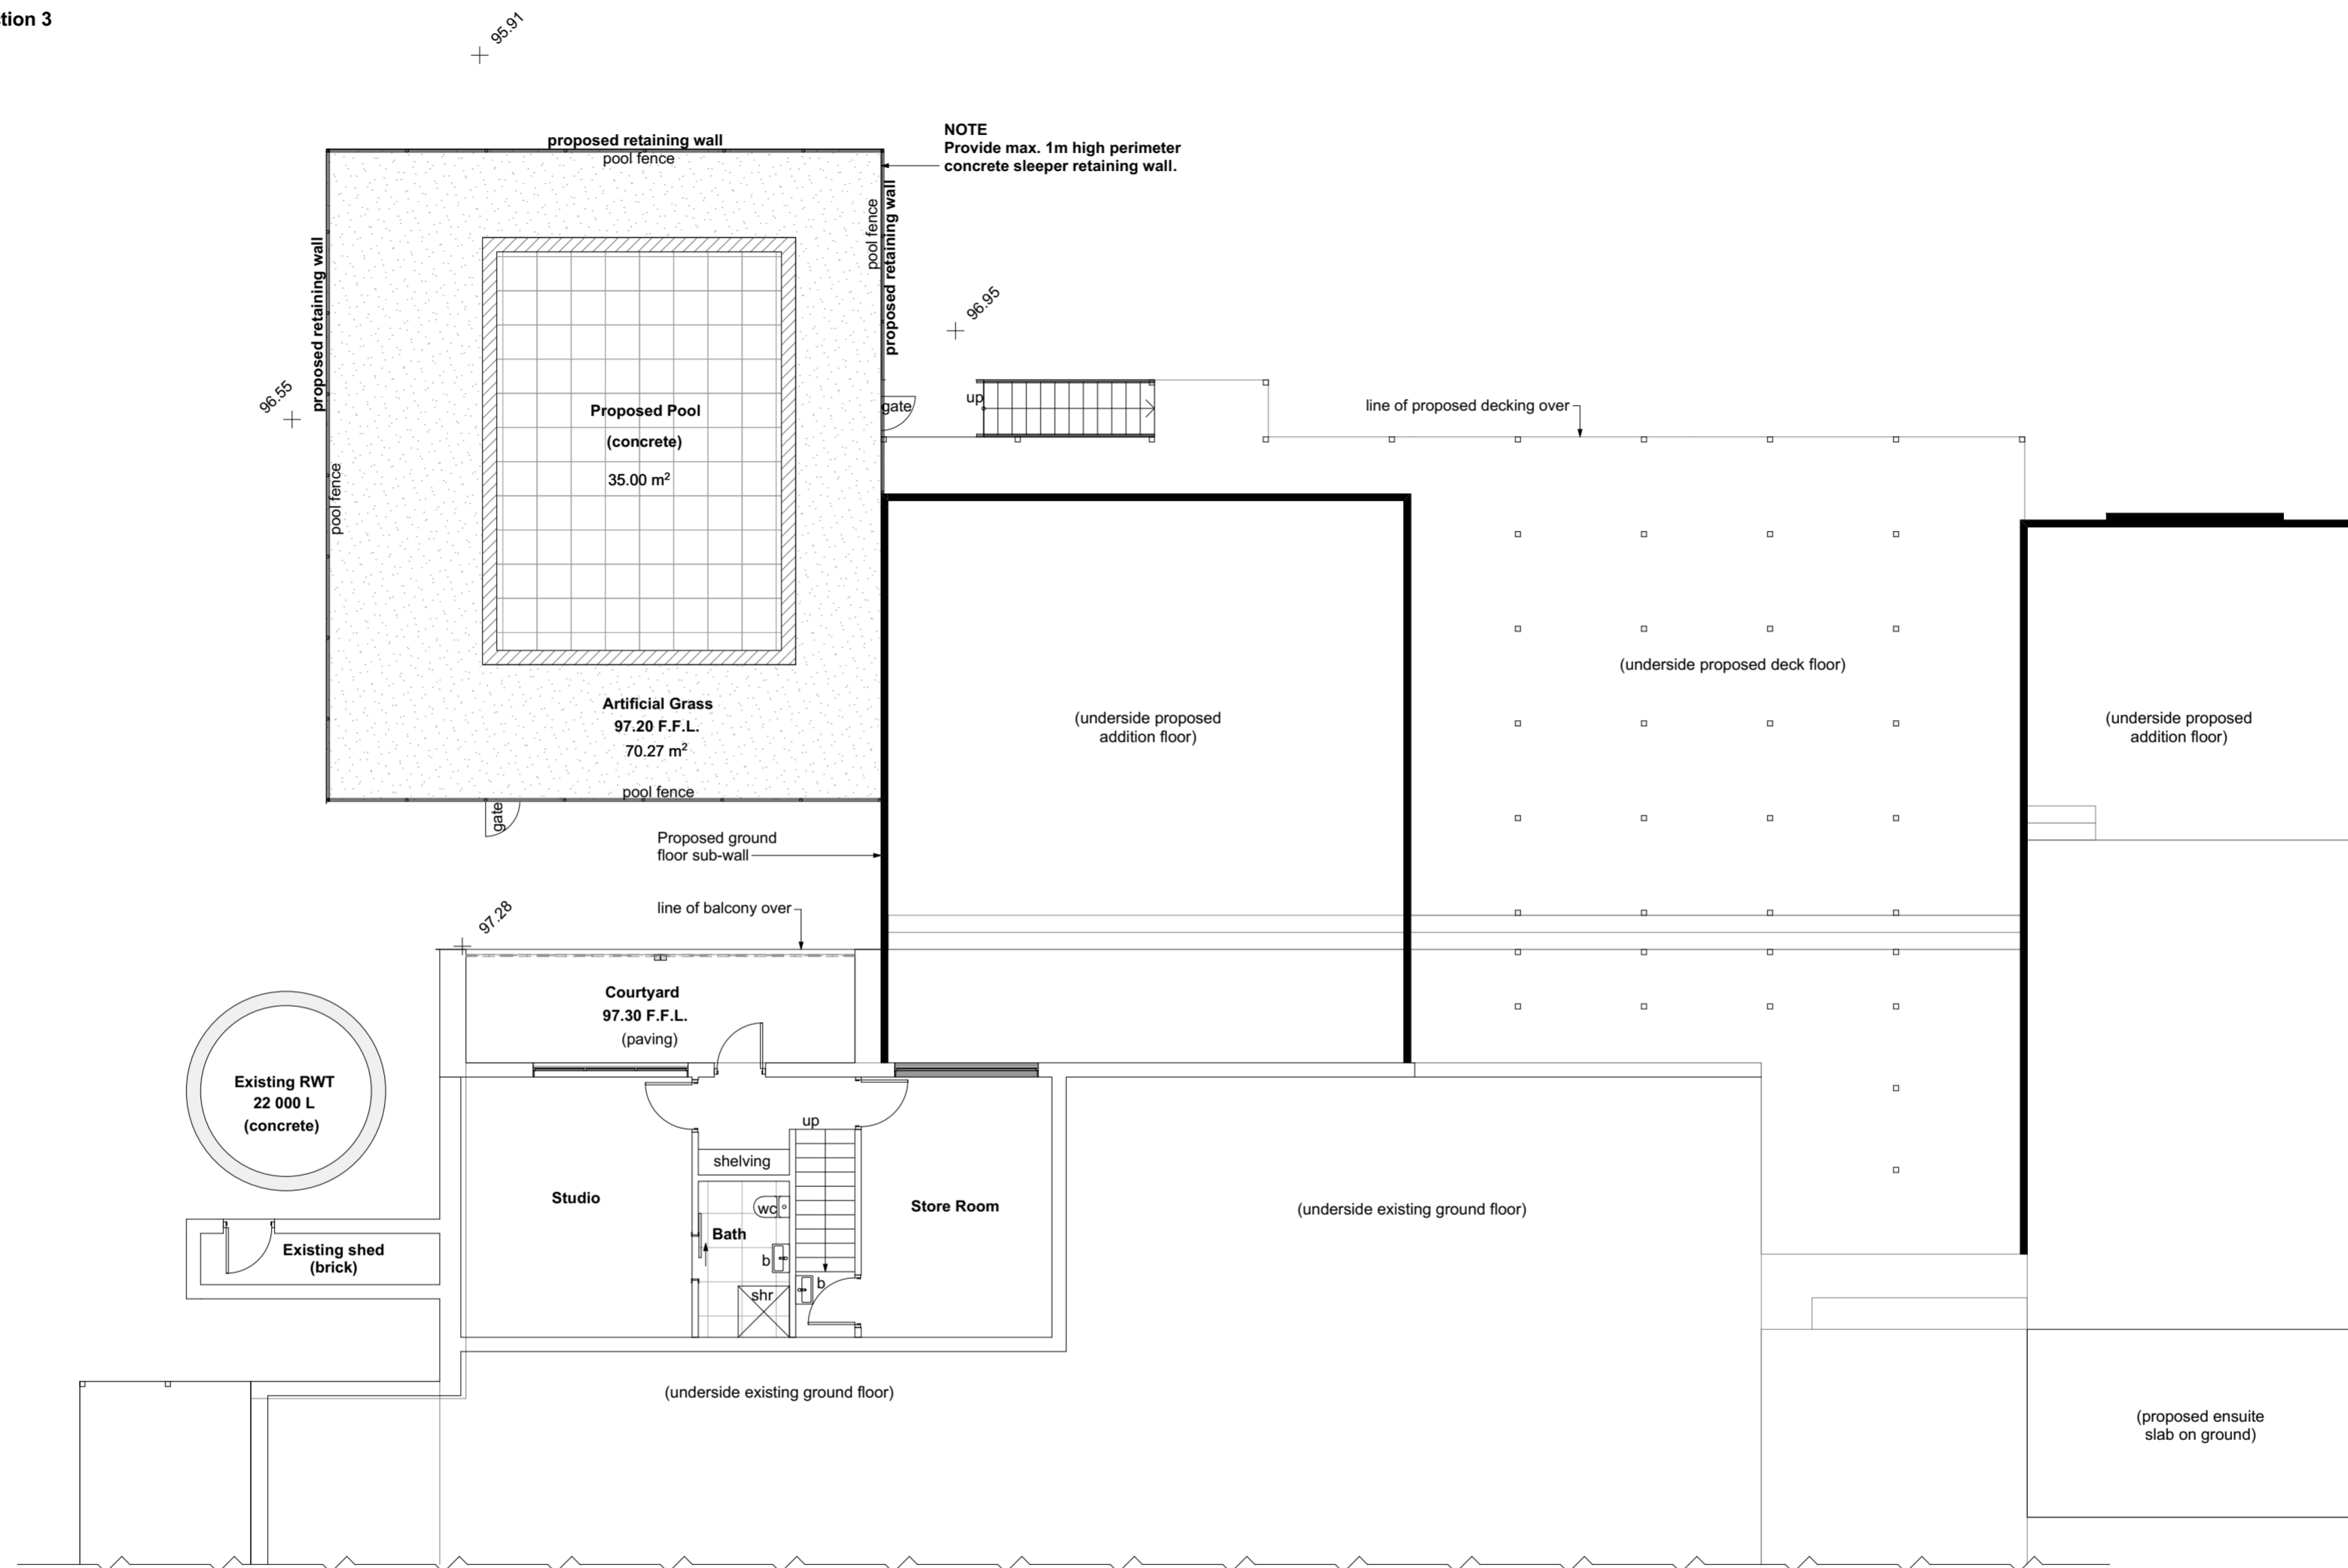 tion 3
95.91
proposed retaining wall
pool fence
NOTE
Provide max. 1m high perimeter
concrete sleeper retaining wall.
pool fence
proposed retaining wall
proposed retaining wall
96.95
96.55
up
gate
line of proposed decking over
Proposed Pool
(concrete)
35.00 m²
pool fence
(underside proposed deck floor)
Artificial Grass
97.20 F.F.L.
70.27 m²
(underside proposed
addition floor)
(underside proposed
addition floor)
pool fence
gate
Proposed ground
floor sub-wall
line of balcony over
97.28
Courtyard
97.30 F.F.L.
(paving)
Existing RWT
22 000 L
(concrete)
up
shelving
Studio
wc
Bath
Store Room
(underside existing ground floor)
Existing shed
(brick)
b
b
shr
(underside existing ground floor)
(proposed ensuite
slab on ground)